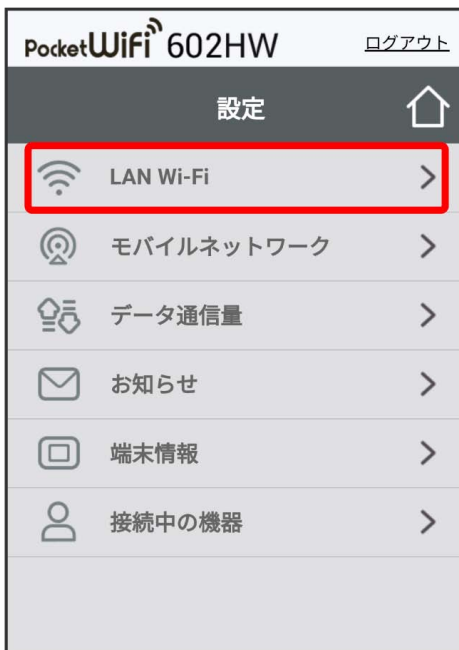 Pocket WiFi 602HW
ログアウト
設定
LAN Wi-Fi
モバイルネットワーク
データ通信量
お知らせ
端末情報
接続中の機器